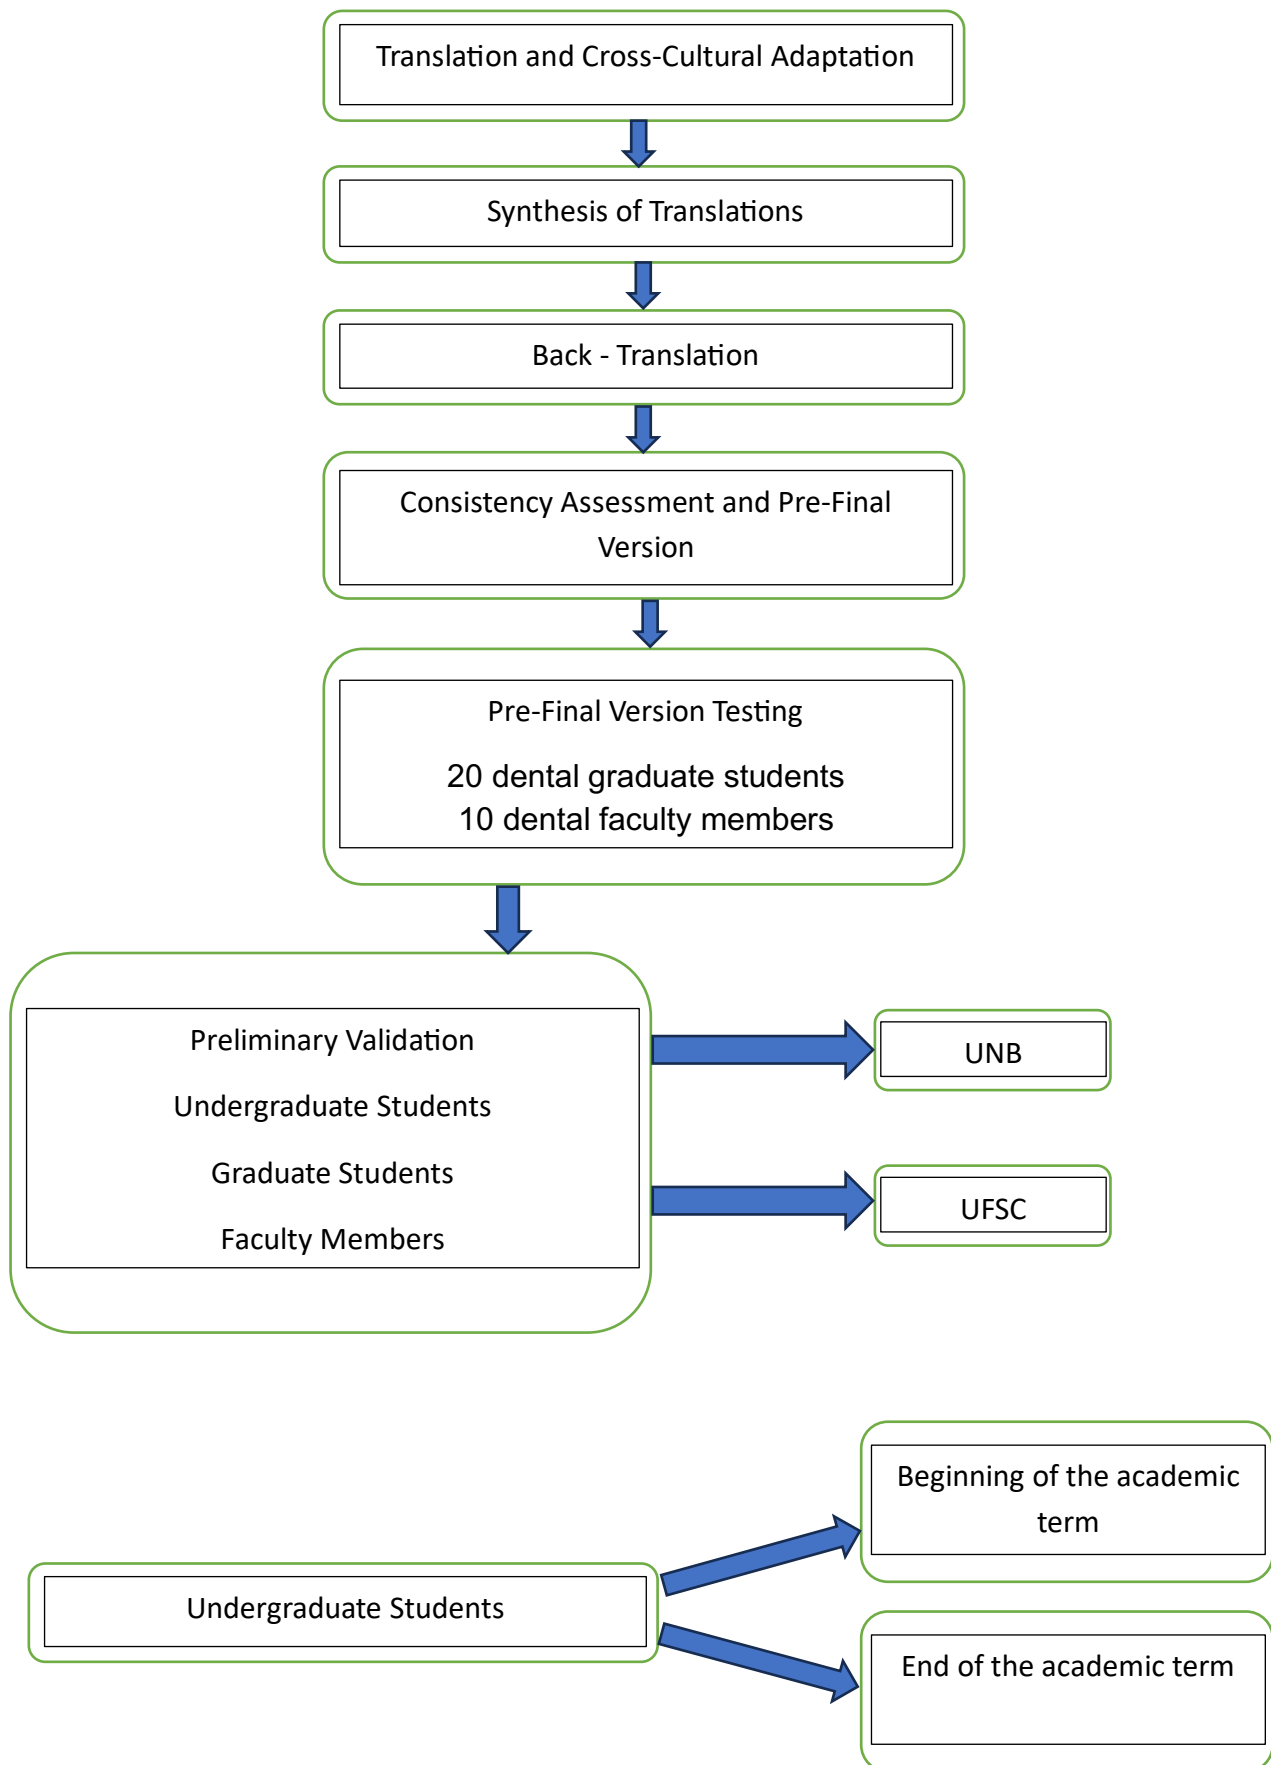 Translation and Cross-Cultural Adaptation
Synthesis of Translations
Back - Translation
Consistency Assessment and Pre-Final
Version
Pre-Final Version Testing
20 dental graduate students
10 dental faculty members
Preliminary Validation
Undergraduate Students
Graduate Students
Faculty Members
UNB
UFSC
Undergraduate Students
Beginning of the academic
term
End of the academic term